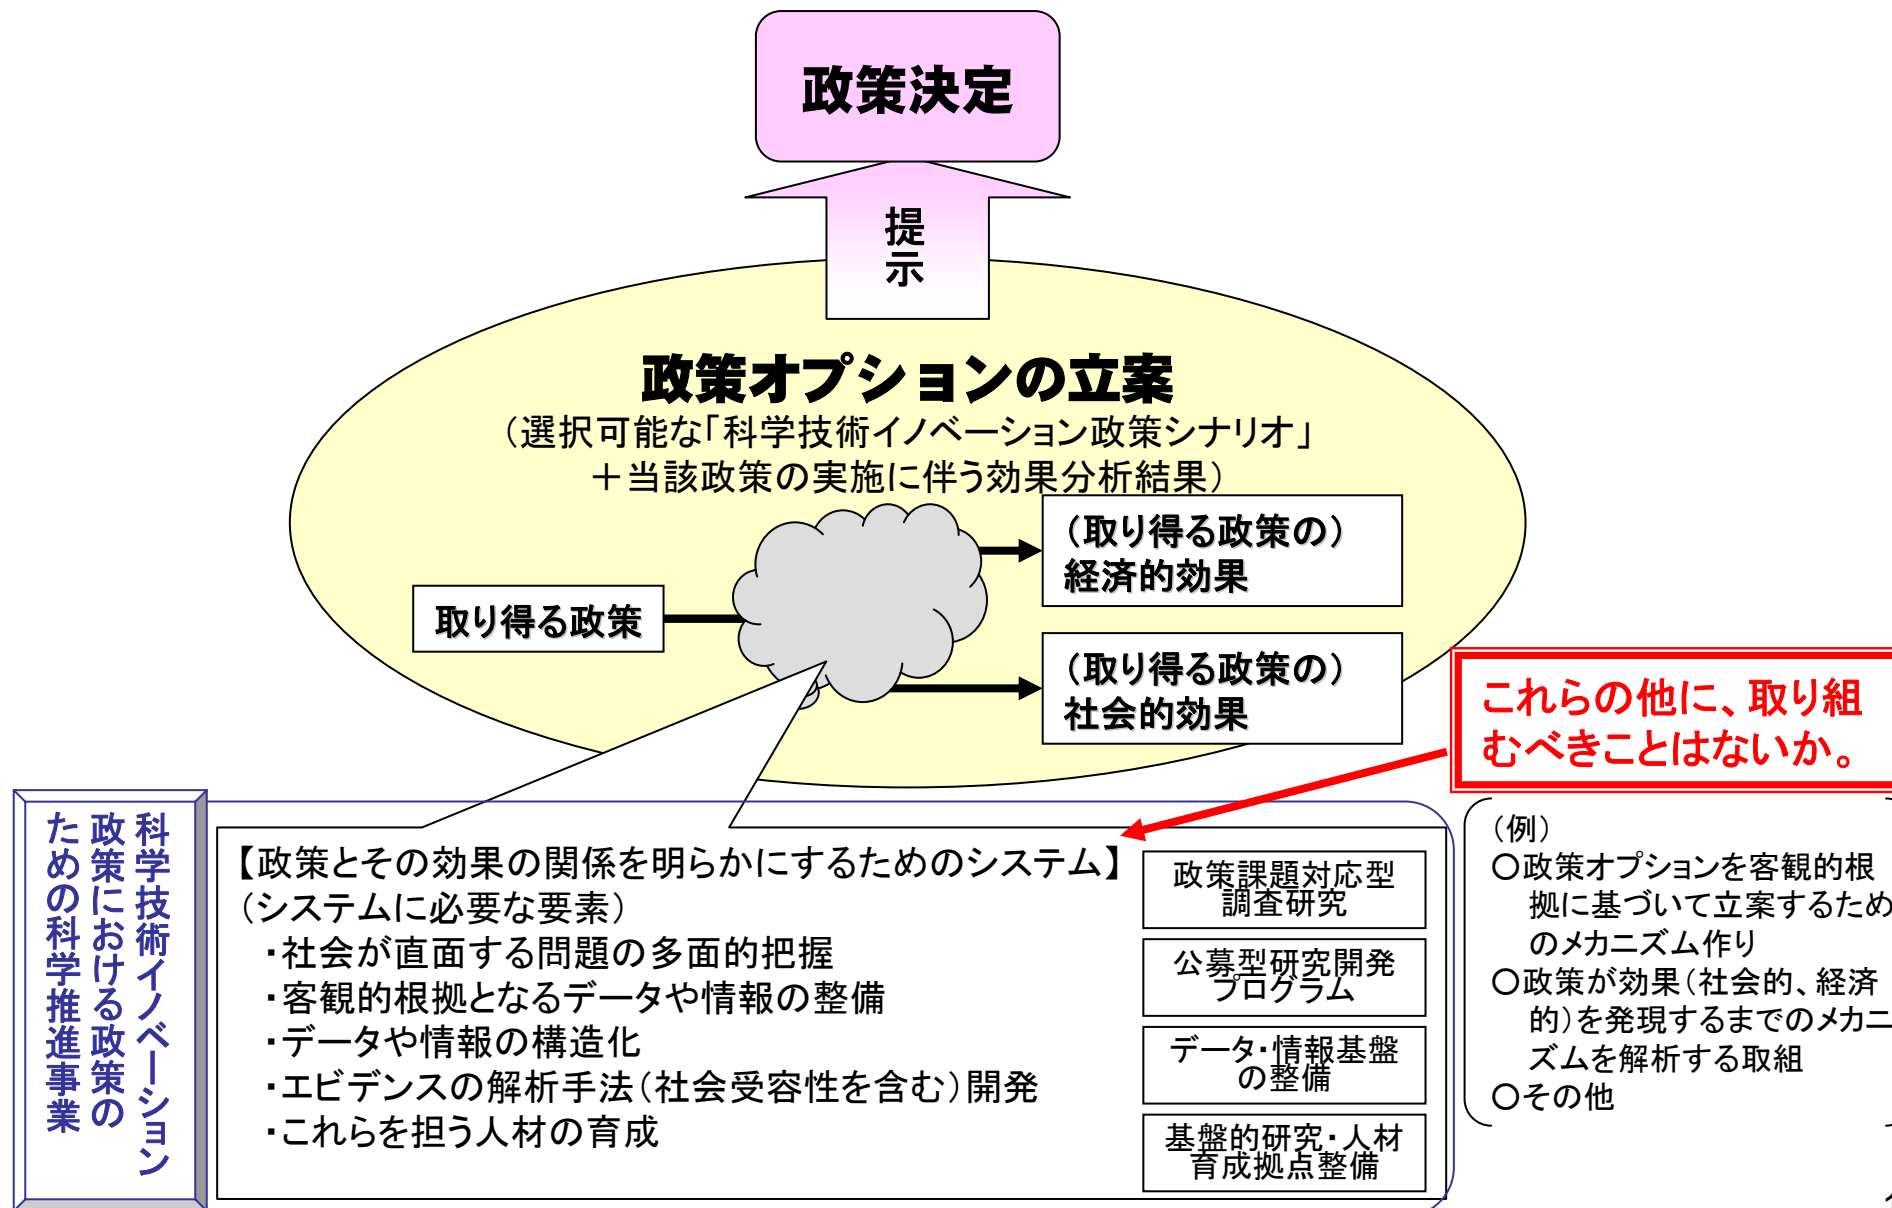 政策決定
提
示
政策オプションの立案
（選択可能な「科学技術イノベーション政策シナリオ」
＋当該政策の実施に伴う効果分析結果）
取り得る政策
（取り得る政策の）
経済的効果
（取り得る政策の）
社会的効果
これらの他に、取り組
むべきことはないか。
科学技術イノベーション
政策における政策の
ための科学推進事業
【政策とその効果の関係を明らかにするためのシステム】
（システムに必要な要素）
・社会が直面する問題の多面的把握
・客観的根拠となるデータや情報の整備
・データや情報の構造化
・エビデンスの解析手法（社会受容性を含む）開発
・これらを担う人材の育成
政策課題対応型
調査研究
公募型研究開発
プログラム
データ・情報基盤
の整備
基盤的研究・人材
育成拠点整備
（例）
○政策オプションを客観的根
拠に基づいて立案するため
のメカニズム作り
○政策が効果（社会的、経済
的）を発現するまでのメカニ
ズムを解析する取組
○その他